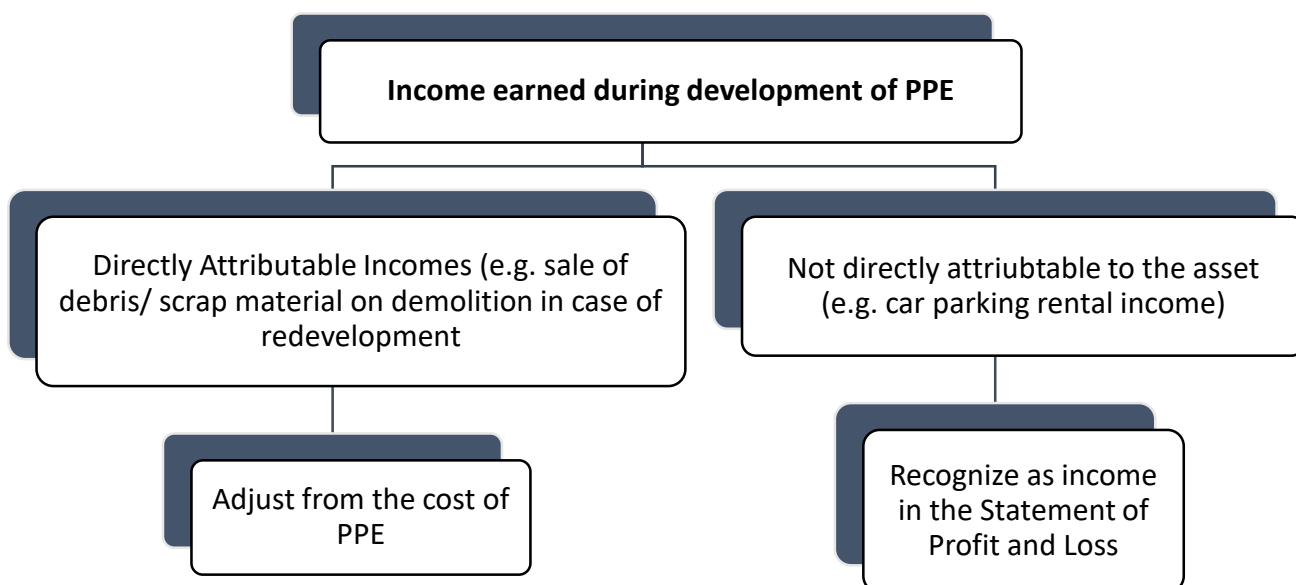 Income earned during development of PPE
Directly Attributable Incomes (e.g. sale of
debris/ scrap material on demolition in case of
redevelopment
Not directly attriubtable to the asset
(e.g. car parking rental income)
Adjust from the cost of
PPE
Recognize as income
in the Statement of
Profit and Loss